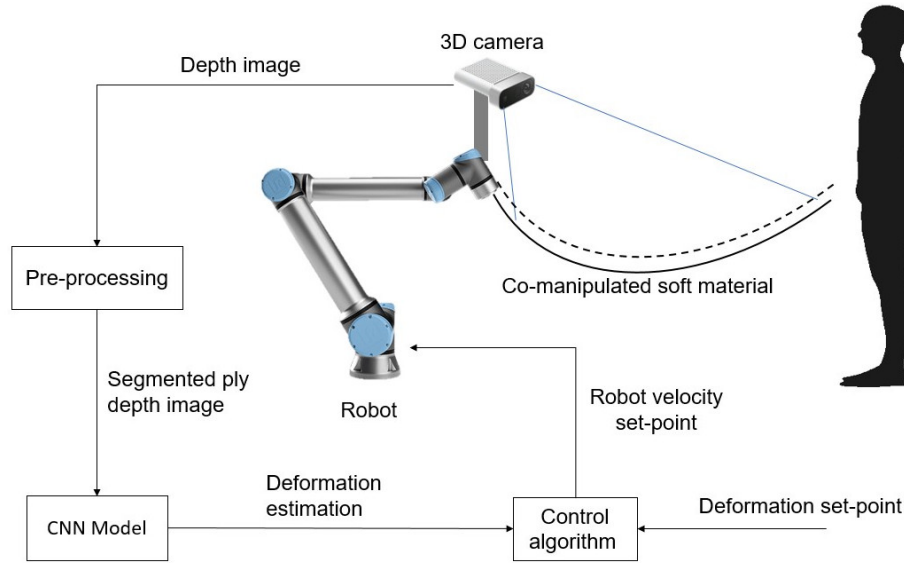 3D camera
Depth image
Co-manipulated soft material
Pre-processing
Segmented ply
depth image
Robot
Robot velocity
set-point
Deformation
estimation
Deformation set-point
CNN Model
Control
algorithm